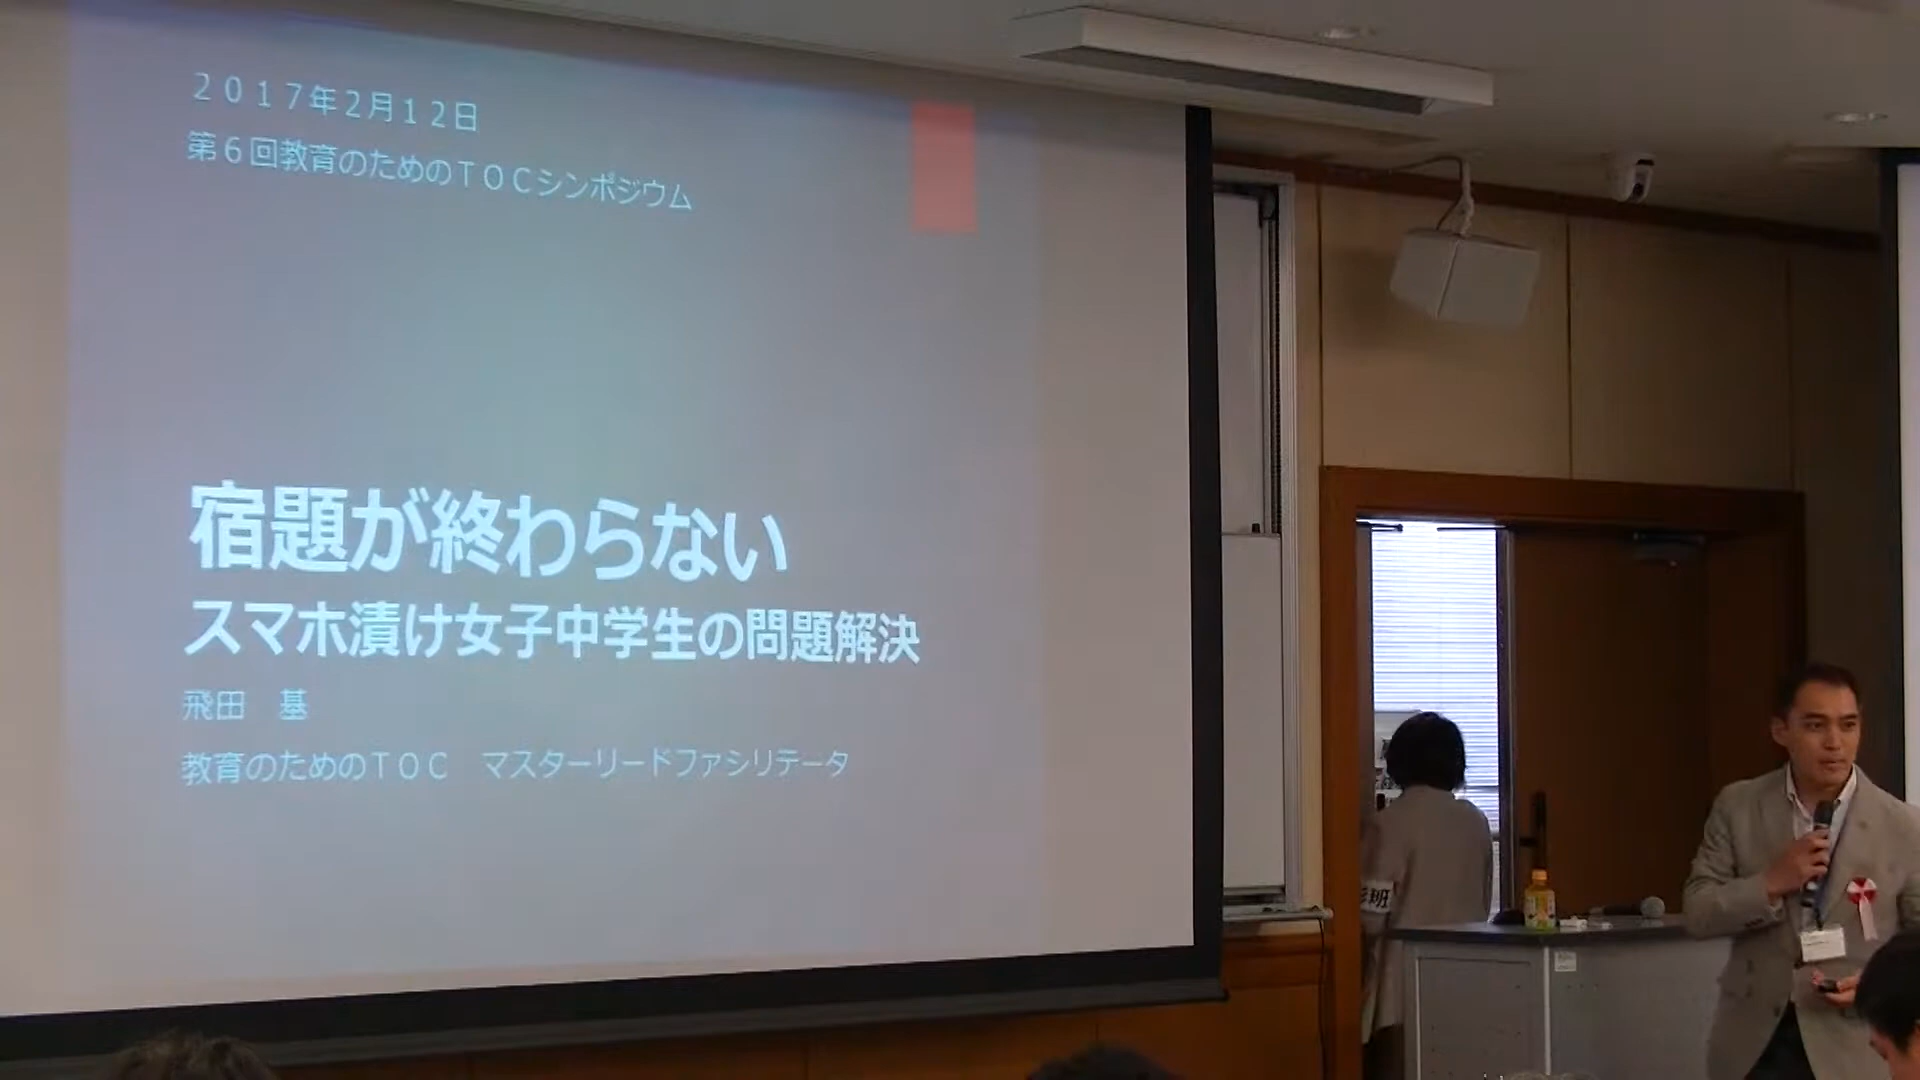 ２０１７年２月１２日
第６回教育のためのＴＯＣシンポジウム
宿題が終わらない
スマホ漬け女子中学生の問題解決
飛田　基
教育のためのＴＯＣ　マスターリードファシリテータ
班